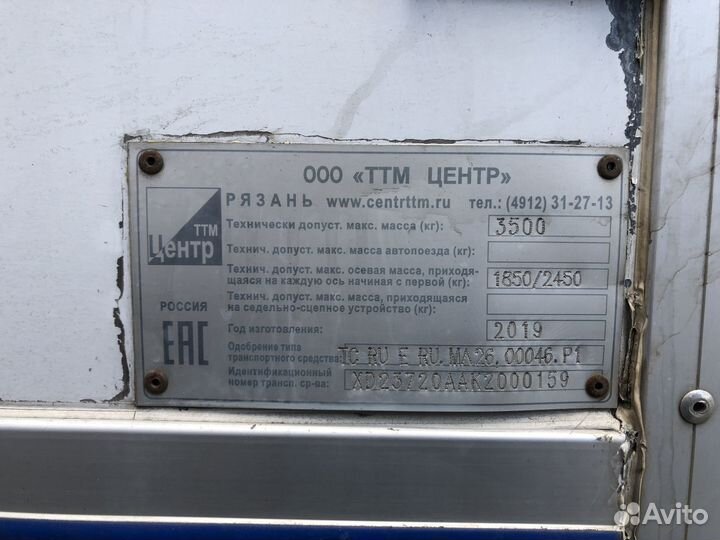 ООО «ТТМ ЦЕНТР»
РЯЗАНЬ www.centrttm.ru тел.: (4912) 31-27-13
ТТМ
Центр
Технически допуст. макс. масса (кг): 3500
Технич. допуст. макс. масса автопоезда (кг):
Технич. допуст. макс. осевая масса, приходя-
щаяся на каждую ось начиная с первой (кг): 1850/2450
Технич. допуст. макс. масса, приходящаяся
на седельно-сцепное устройство (кг):
РОССИЯ
EAC
Год изготовления: 2019
Одобрение типа
транспортного средства: TC RU E RU.МА26.00046.P1
Идентификационный
номер трансп. ср-ва: XD23720AAK2000159
Avito